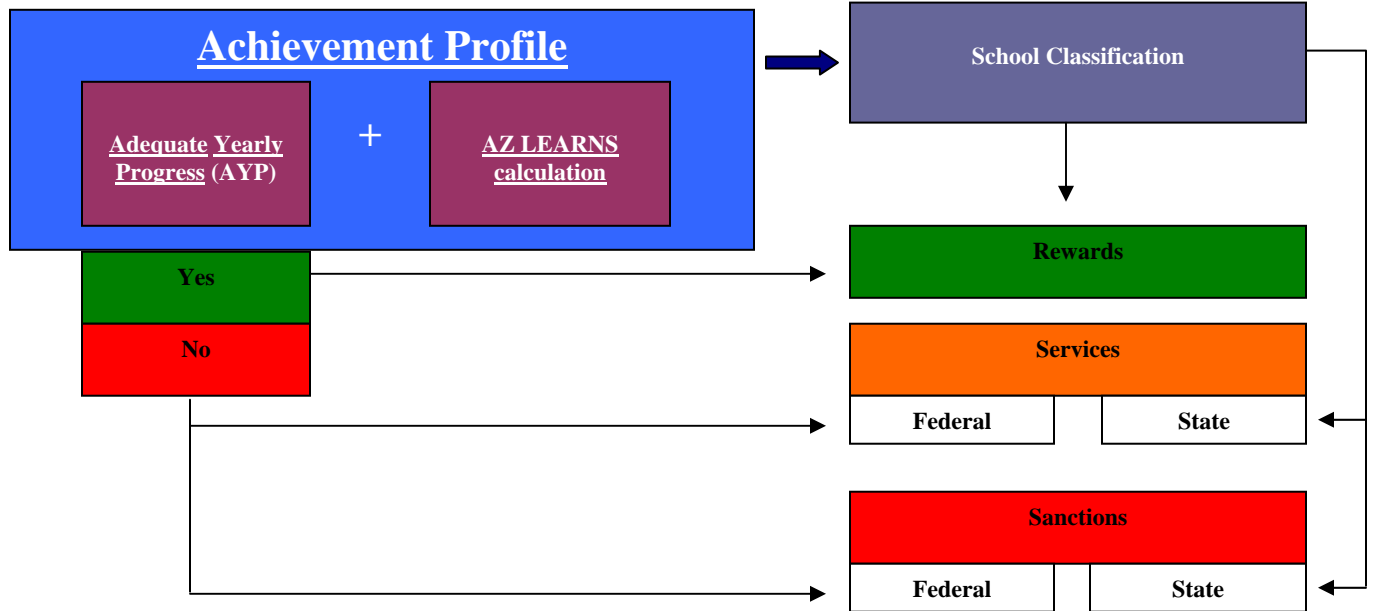 Achievement Profile
Adequate Yearly
Progress (AYP)
+
AZ LEARNS
calculation
School Classification
Yes
No
Rewards
Services
Federal
State
Sanctions
Federal
State